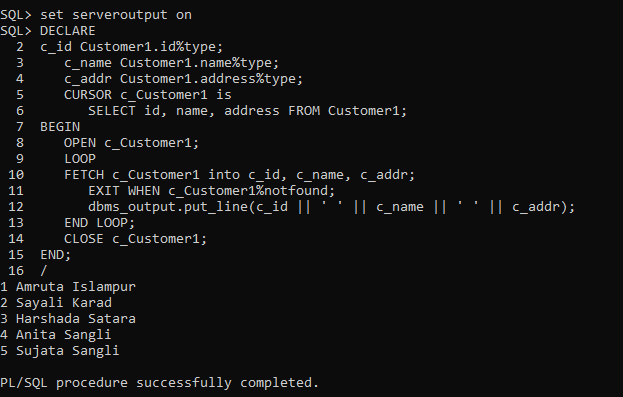 SQL> set serveroutput on
SQL> DECLARE
  2  c_id Customer1.id%type;
  3     c_name Customer1.name%type;
  4     c_addr Customer1.address%type;
  5     CURSOR c_Customer1 is
  6        SELECT id, name, address FROM Customer1;
  7  BEGIN
  8     OPEN c_Customer1;
  9     LOOP
 10     FETCH c_Customer1 into c_id, c_name, c_addr;
 11        EXIT WHEN c_Customer1%notfound;
 12        dbms_output.put_line(c_id || ' ' || c_name || ' ' || c_addr);
 13     END LOOP;
 14     CLOSE c_Customer1;
 15  END;
 16  /
1 Amruta Islampur
2 Sayali Karad
3 Harshada Satara
4 Anita Sangli
5 Sujata Sangli

PL/SQL procedure successfully completed.